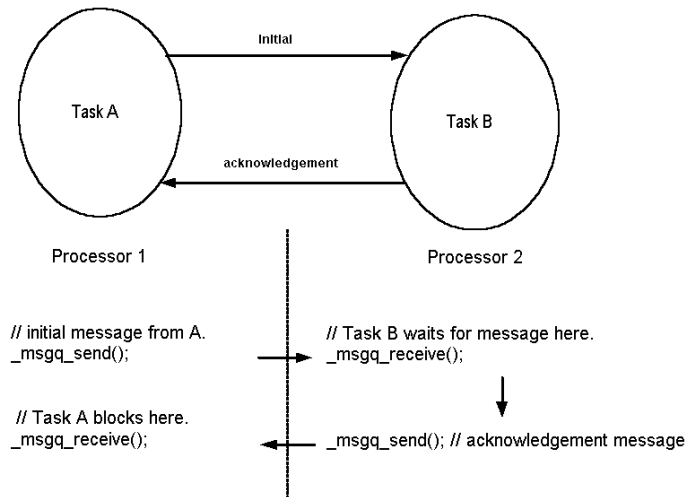 initial
Task A
Task B
acknowledgement
Processor 1
Processor 2
// initial message from A.
_msgq_send();
// Task B waits for message here.
_msgq_receive();
// Task A blocks here.
_msgq_receive();
_msgq_send(); // acknowledgement message